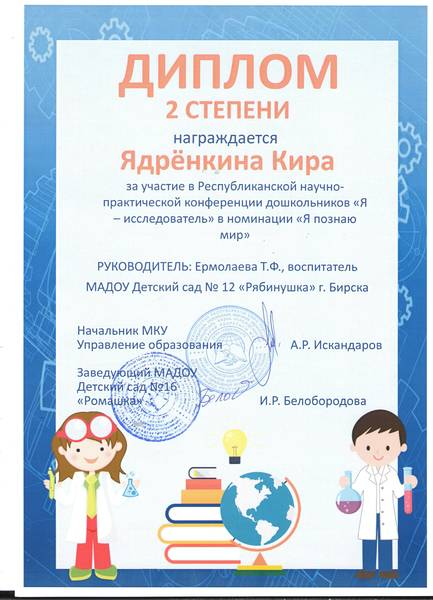 ДИПЛОМ
2 СТЕПЕНИ
награждается
Ядрёнкина Кира
за участие в Республиканской научно-
практической конференции дошкольников «Я
– исследователь» в номинации «Я познаю
мир»
РУКОВОДИТЕЛЬ: Ермолаева Т.Ф., воспитатель
МАДОУ Детский сад № 12 «Рябинушка» г. Бирска
Начальник МКУ
Управление образования А.Р. Искандаров
Заведующий МАДОУ
Детский сад №16
«Ромашка» И.Р. Белобородова